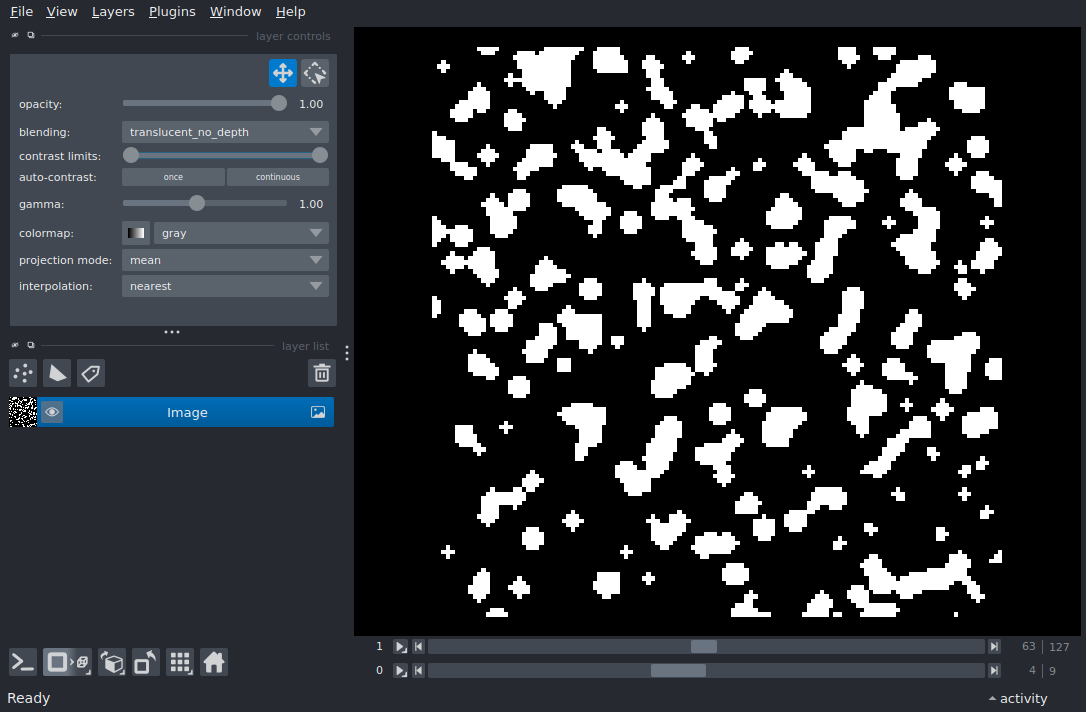 File View Layers Plugins Window Help
layer controls
opacity: 1.00
blending: translucent_no_depth
contrast limits:
auto-contrast: once continuous
gamma: 1.00
colormap: gray
projection mode: mean
interpolation: nearest
layer list
Image
1 63 127
0 4 9
Ready activity